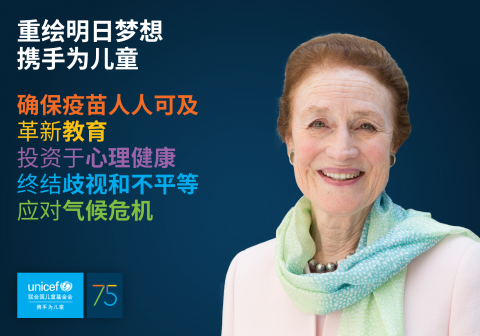 重绘明日梦想
携手为儿童
确保疫苗人人可及
革新教育
投资于心理健康
终结歧视和不平等
应对气候危机
unicef 75
联合国儿童基金会
携手为儿童